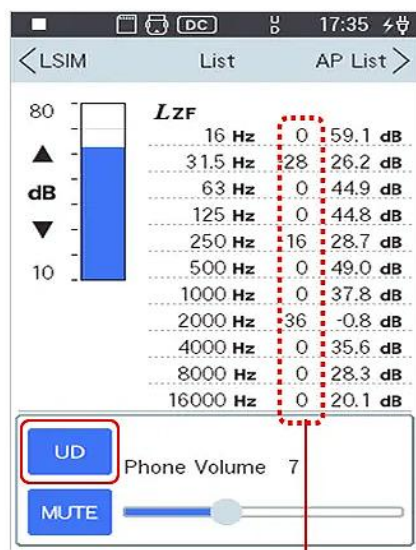 DC U D 17:35
<LSIM List AP List>
80 LZF
16 Hz 0 59.1 dB
31.5 Hz 28 26.2 dB
63 Hz 0 44.9 dB
dB
125 Hz 0 44.8 dB
250 Hz 16 28.7 dB
500 Hz 0 49.0 dB
10
1000 Hz 0 37.8 dB
2000 Hz 36 -0.8 dB
4000 Hz 0 35.6 dB
8000 Hz 0 28.3 dB
16000 Hz 0 20.1 dB
UD
Phone Volume 7
MUTE